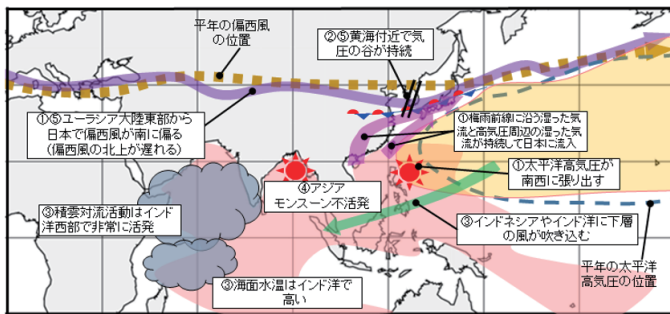 平年の偏西風
の位置
②⑤黄海付近で気
圧の谷が持続
①⑤ユーラシア大陸東部から
日本で偏西風が南に偏る
（偏西風の北上が遅れる）
①梅雨前線に沿う湿った気
流と高気圧周辺の湿った気
流が持続して日本に流入
①太平洋高気圧が
南西に張り出す
④アジア
モンスーン不活発
③積雲対流活動はインド
洋西部で非常に活発
③インドネシアやインド洋に下層
の風が吹き込む
③海面水温はインド洋で
高い
平年の太平洋
高気圧の位置